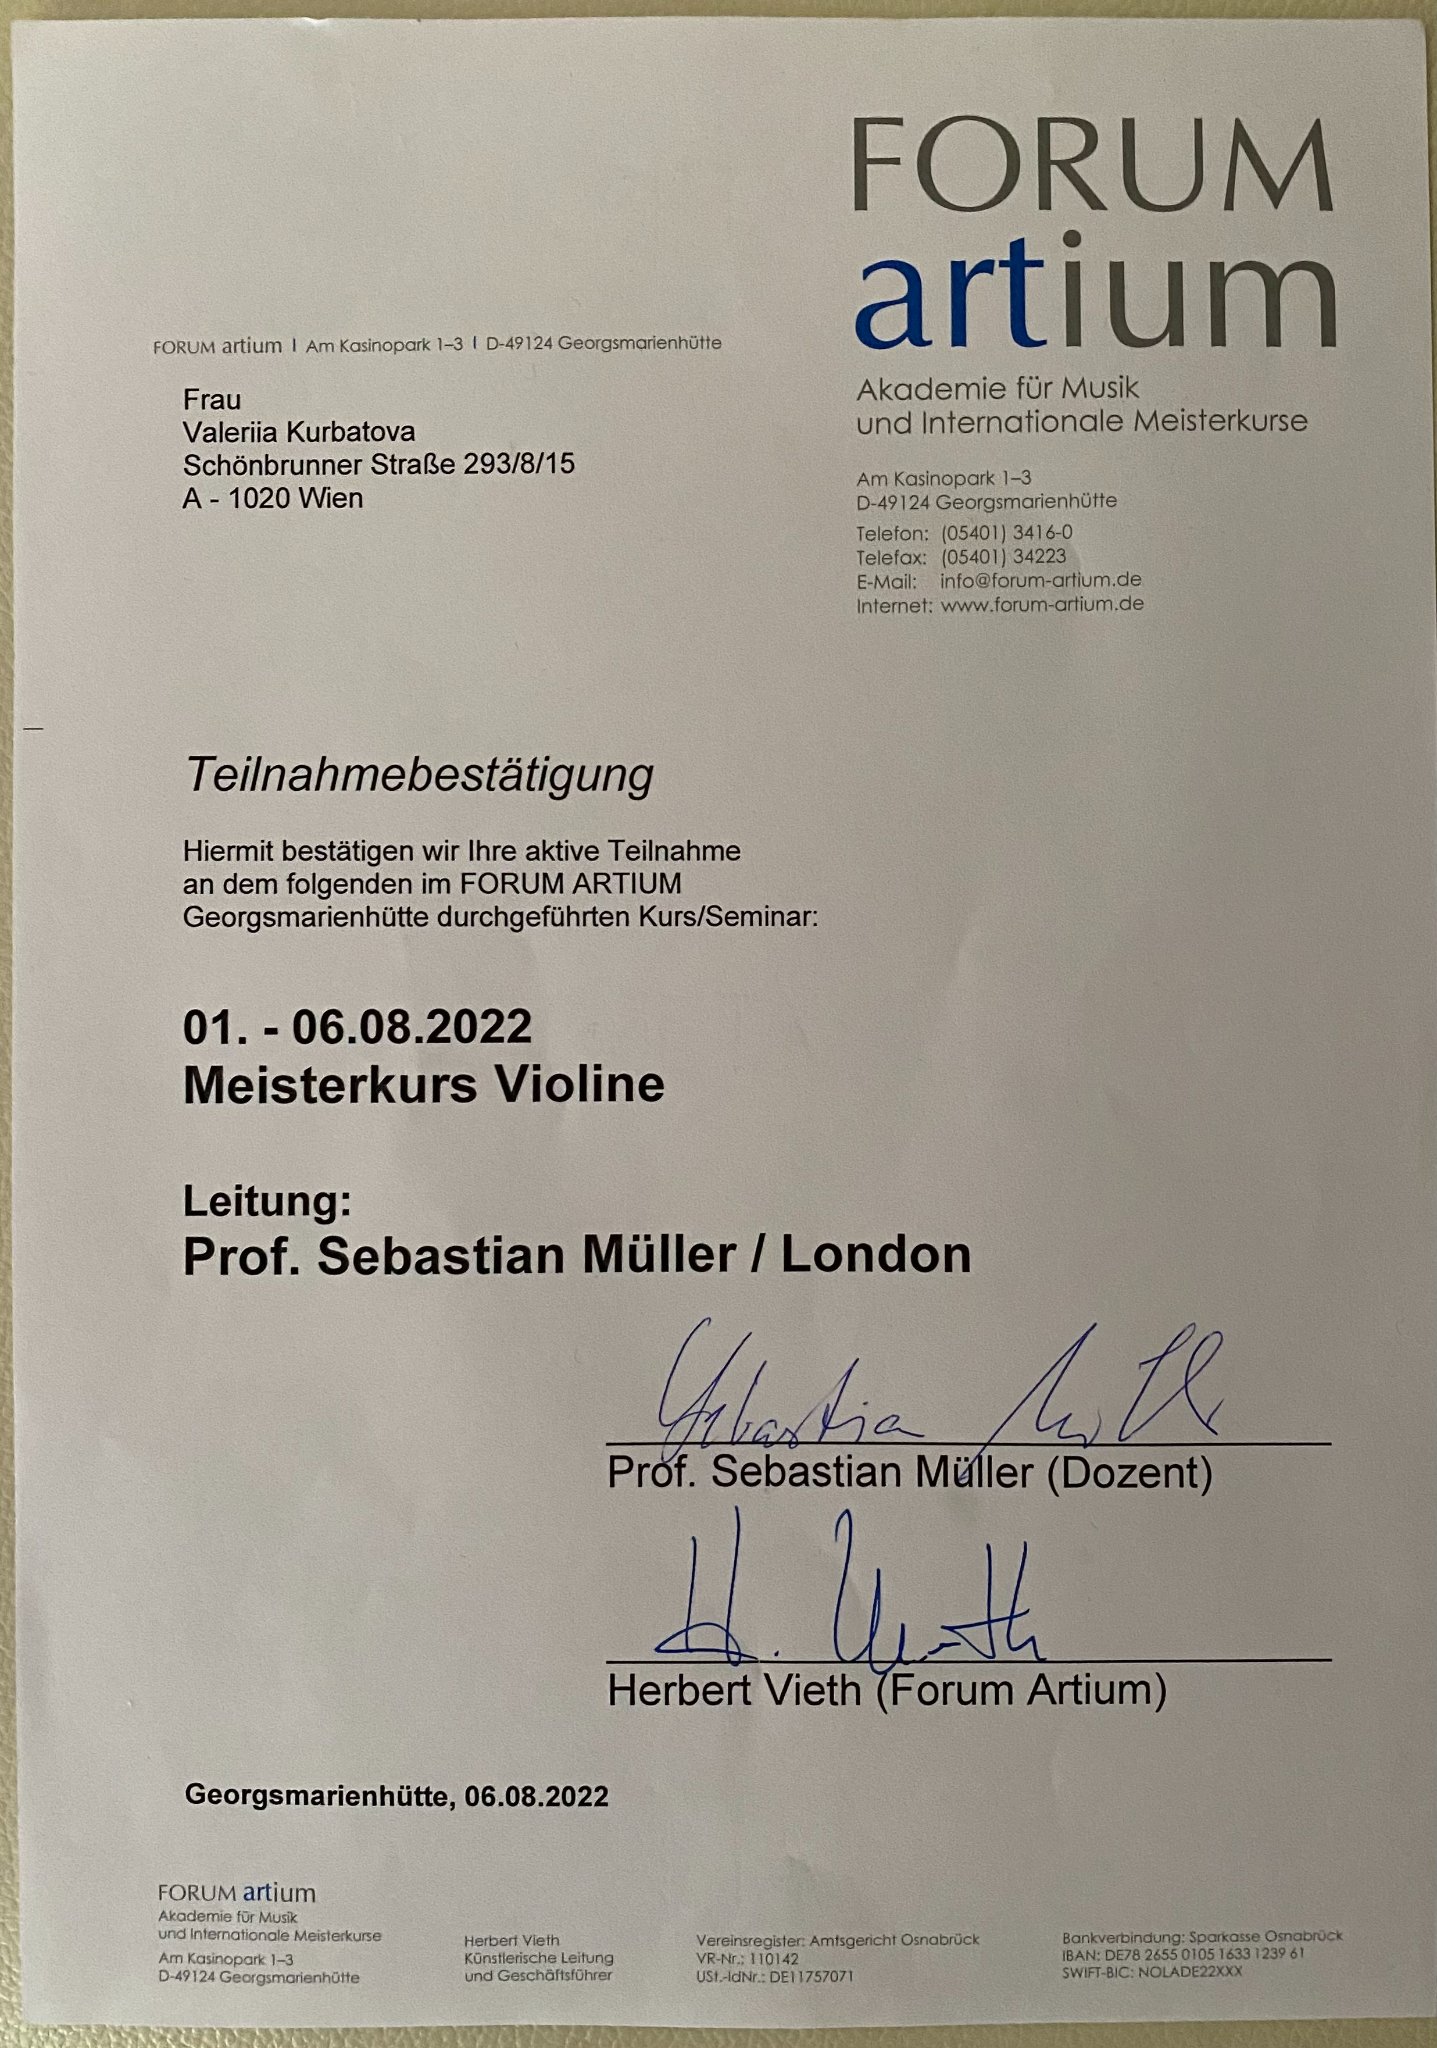 FORUM
artium
Akademie für Musik
und Internationale Meisterkurse
Am Kasinopark 1–3
D-49124 Georgsmarienhütte
Telefon: (05401) 3416-0
Telefax: (05401) 34223
E-Mail: info@forum-artium.de
Internet: www.forum-artium.de
FORUM artium I Am Kasinopark 1–3 I D-49124 Georgsmarienhütte
Frau
Valeriia Kurbatova
Schönbrunner Straße 293/8/15
A - 1020 Wien
Teilnahmebestätigung
Hiermit bestätigen wir Ihre aktive Teilnahme
an dem folgenden im FORUM ARTIUM
Georgsmarienhütte durchgeführten Kurs/Seminar:
01. - 06.08.2022
Meisterkurs Violine
Leitung:
Prof. Sebastian Müller / London
Sebastian Müller
Prof. Sebastian Müller (Dozent)
H. Vieth
Herbert Vieth (Forum Artium)
Georgsmarienhütte, 06.08.2022
FORUM artium
Akademie für Musik
und Internationale Meisterkurse
Am Kasinopark 1–3
D-49124 Georgsmarienhütte
Herbert Vieth
Künstlerische Leitung
und Geschäftsführer
Vereinsregister: Amtsgericht Osnabrück
VR-Nr.: 110142
USt.-IdNr.: DE11757071
Bankverbindung: Sparkasse Osnabrück
IBAN: DE78 2655 0105 1633 1239 61
SWIFT-BIC: NOLADE22XXX